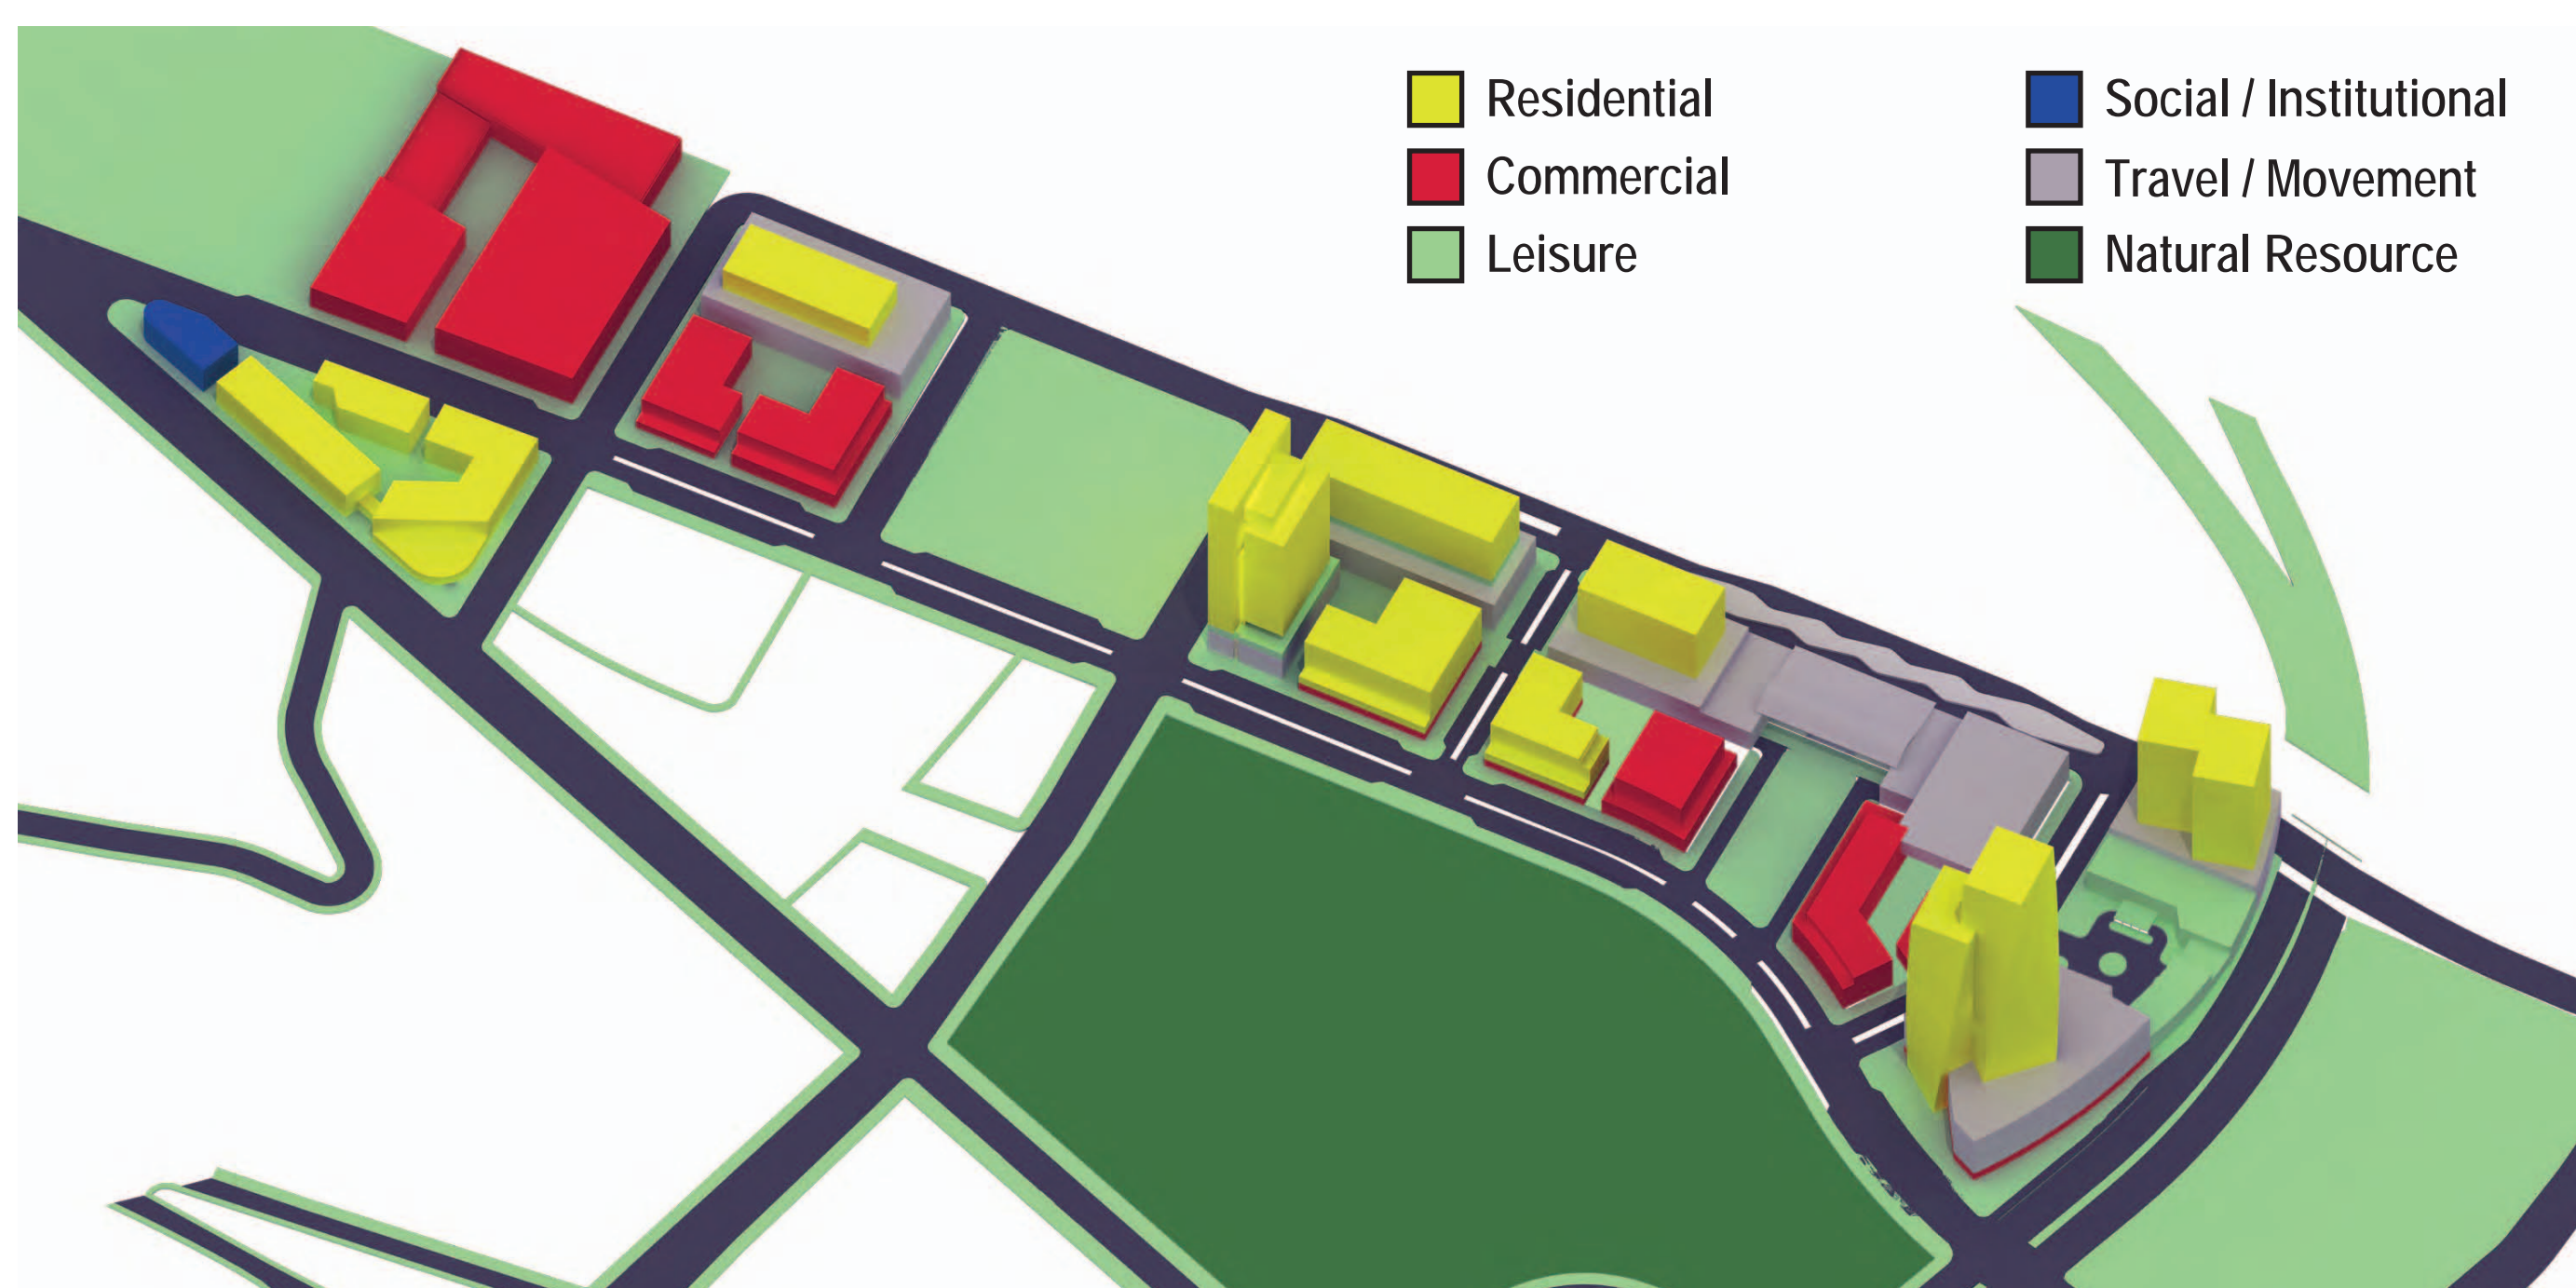 Residential
Commercial
Leisure
Social / Institutional
Travel / Movement
Natural Resource